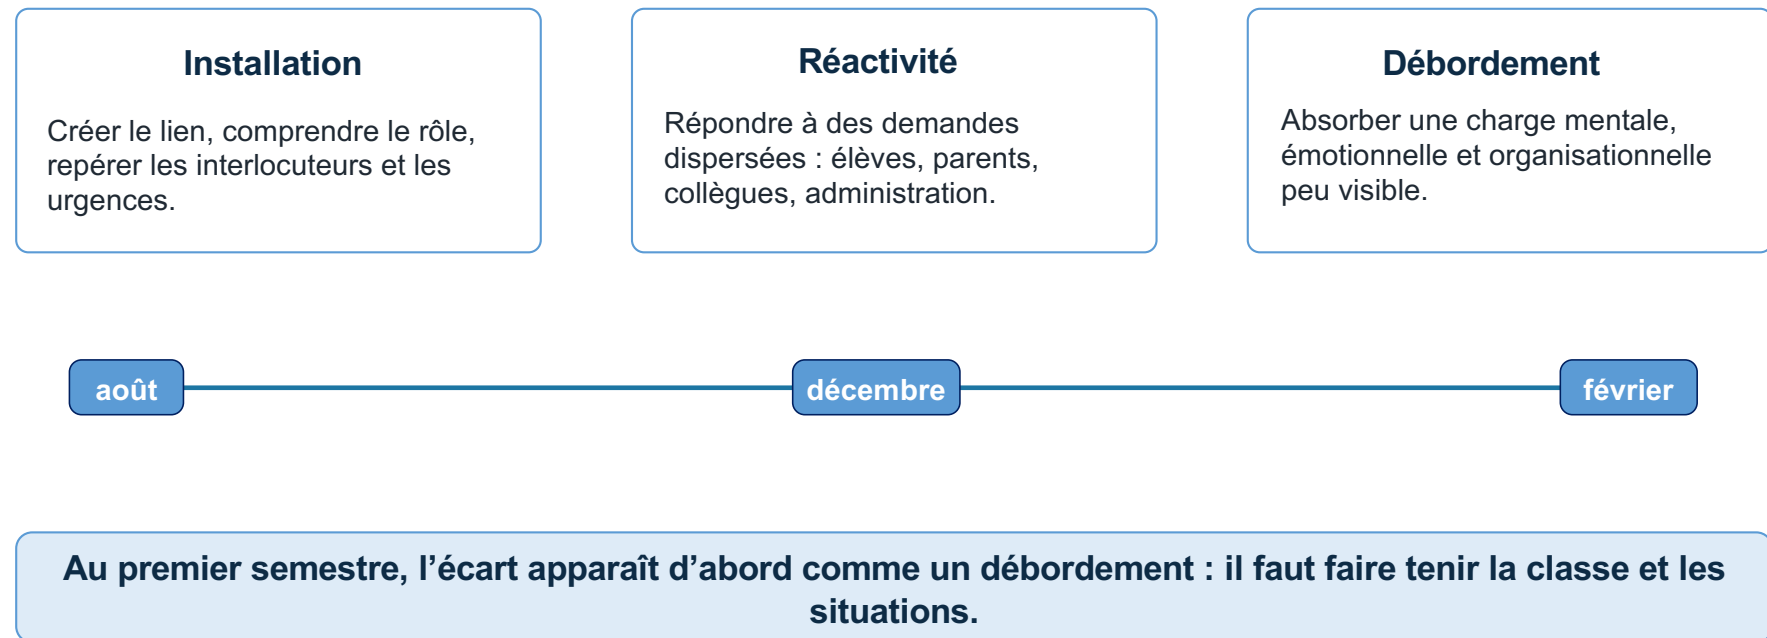 Installation
Créer le lien, comprendre le rôle,
repérer les interlocuteurs et les
urgences.
Réactivité
Répondre à des demandes
dispersées : élèves, parents,
collègues, administration.
Débordement
Absorber une charge mentale,
émotionnelle et organisationnelle
peu visible.
août
décembre
février
Au premier semestre, l’écart apparaît d’abord comme un débordement : il faut faire tenir la classe et les
situations.